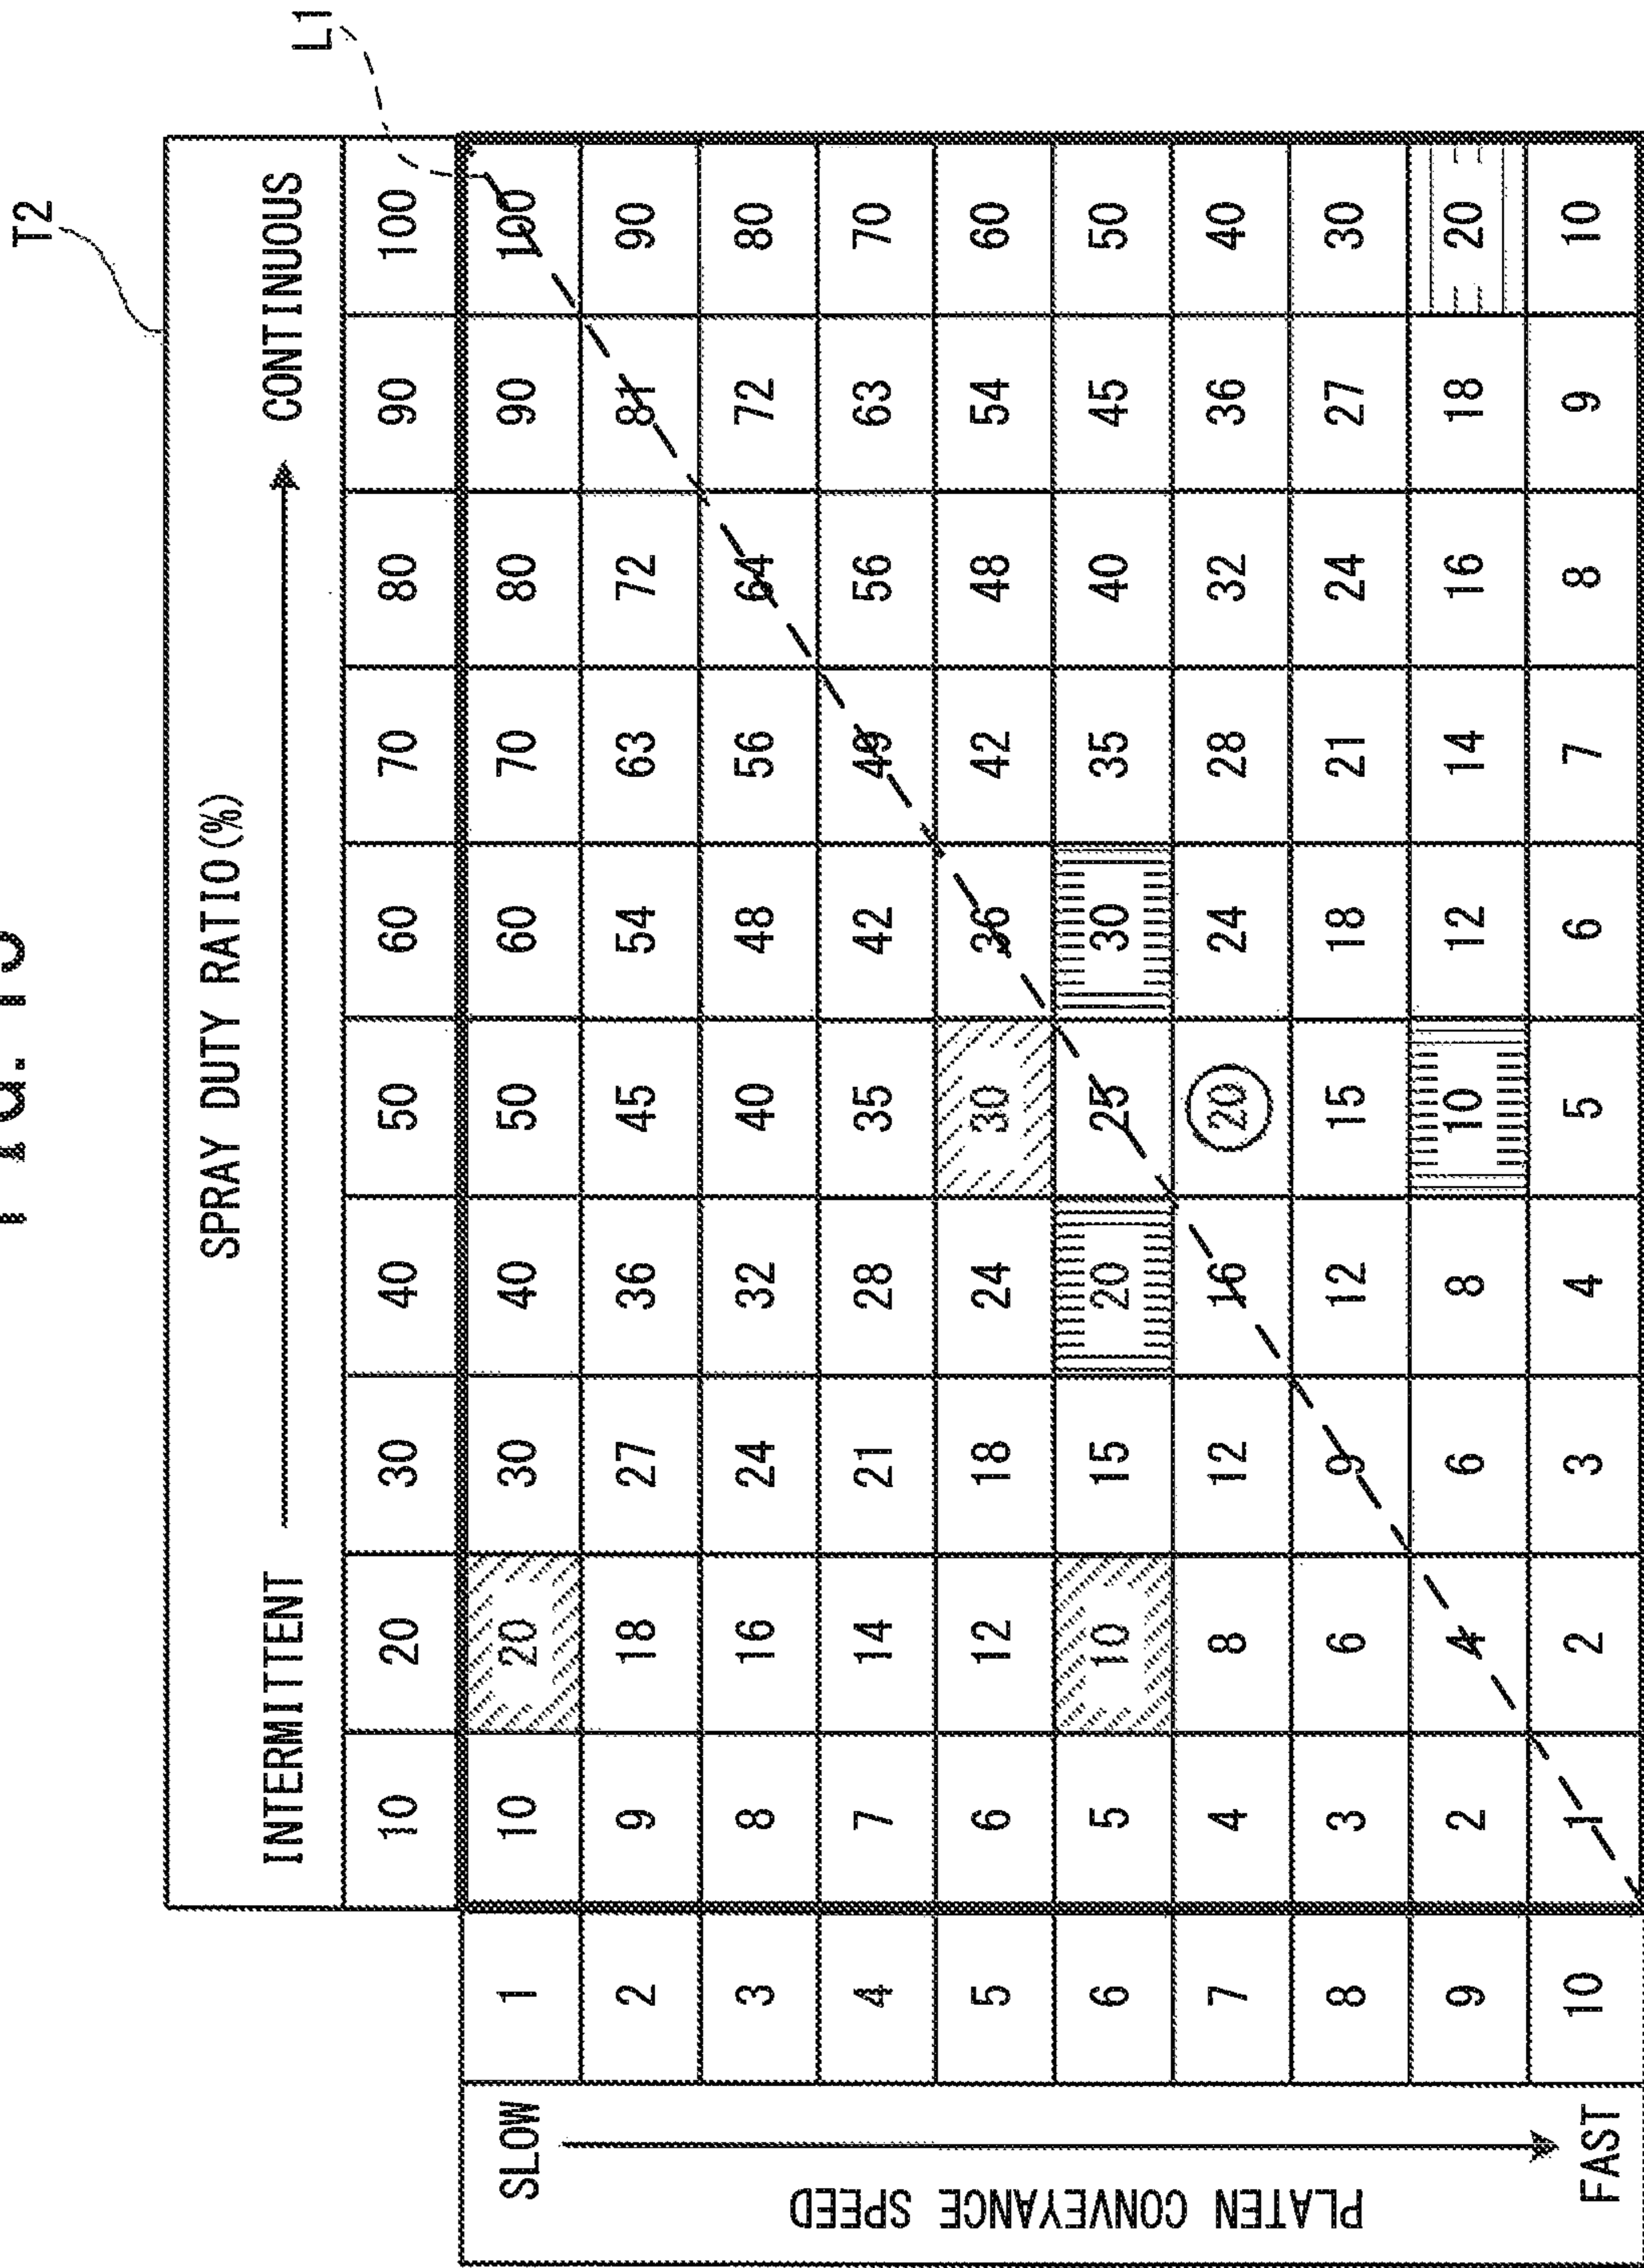 T2
L1
SPRAY DUTY RATIO(%)
INTERMITTENT CONTINUOUS
10 20 30 40 50 60 70 80 90 100
SLOW
1 10 20 30 40 50 60 70 80 90 100
2 9 18 27 36 45 54 63 72 81 90
3 8 16 24 32 40 48 56 64 72 80
4 7 14 21 28 35 42 49 56 63 70
5 6 12 18 24 30 36 42 48 54 60
6 5 10 15 20 25 30 35 40 45 50
7 4 8 12 16 20 24 28 32 36 40
8 3 6 9 12 15 18 21 24 27 30
9 2 4 6 8 10 12 14 16 18 20
10 1 2 3 4 5 6 7 8 9 10
FAST
PLATEN CONVEYANCE SPEED